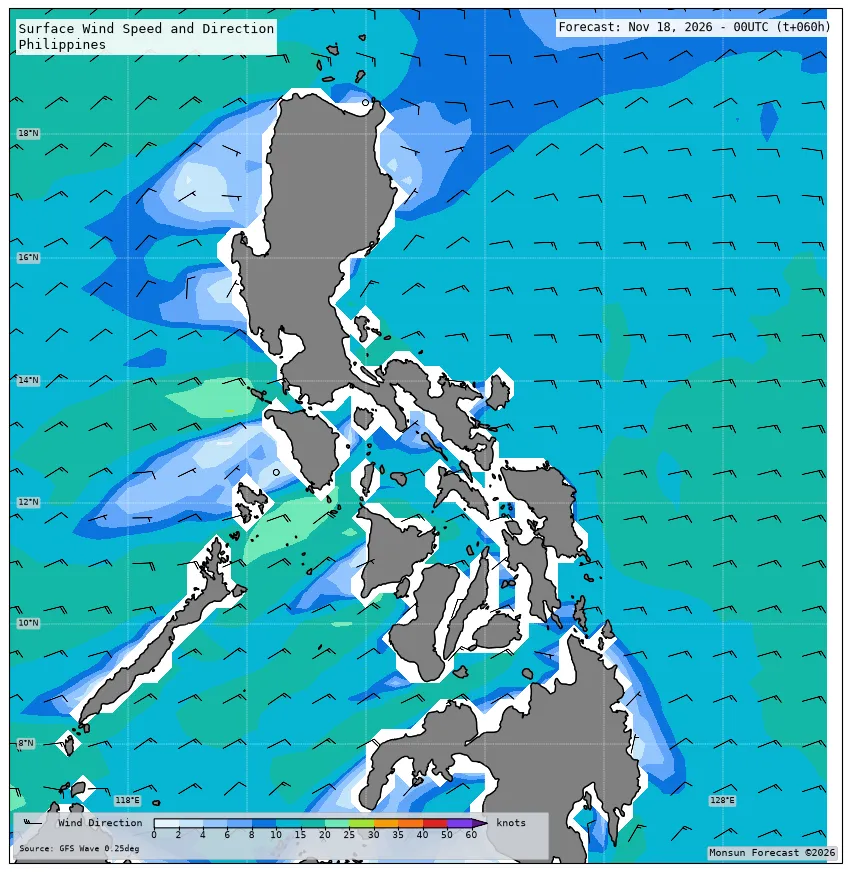 Surface Wind Speed and Direction
Philippines
Forecast: Nov 18, 2026 - 00UTC (t+060h)
18°N
16°N
14°N
12°N
10°N
8°N
118°E
128°E
Wind Direction
0 2 4 6 8 10 15 20 25 30 35 40 50 60
knots
Source: GFS Wave 0.25deg
Monsun Forecast ©2026